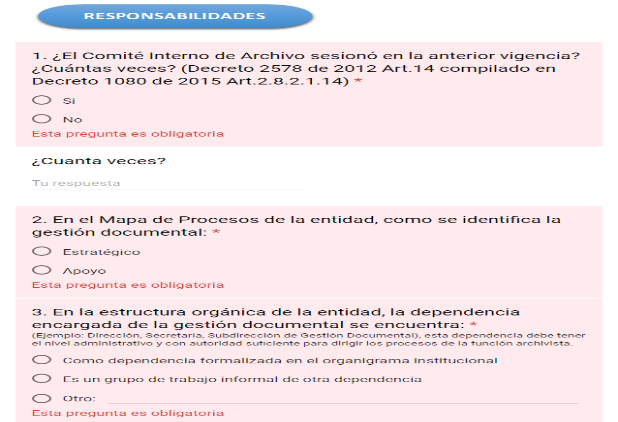 RESPONSABILIDADES
1. ¿El Comité Interno de Archivo sesionó en la anterior vigencia?
¿Cuántas veces? (Decreto 2578 de 2012 Art.14 compilado en
Decreto 1080 de 2015 Art.2.8.2.1.14) *
Si
No
Esta pregunta es obligatoria
¿Cuanta veces?
Tu respuesta
2. En el Mapa de Procesos de la entidad, como se identifica la
gestión documental: *
Estratégico
Apoyo
Esta pregunta es obligatoria
3. En la estructura orgánica de la entidad, la dependencia
encargada de la gestión documental se encuentra: *
(Ejemplo: Dirección, Secretaría, Subdirección de Gestión Documental), esta dependencia debe tener
el nivel administrativo y con autoridad suficiente para dirigir los procesos de la función archivista.
Como dependencia formalizada en el organigrama institucional
Es un grupo de trabajo informal de otra dependencia
Otro:
Esta pregunta es obligatoria